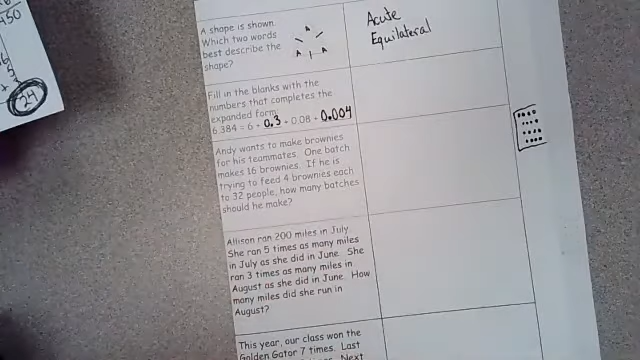 450
24
A shape is shown.
Which two words
best describe the
shape?
A
A A
Acute
Equilateral
Fill in the blanks with the
numbers that completes the
expanded form:
6.384 = 6 + 0.3 + 0.08 + 0.004
Andy wants to make brownies
for his teammates. One batch
makes 16 brownies. If he is
trying to feed 4 brownies each
to 32 people, how many batches
should he make?
Allison ran 200 miles in July.
She ran 5 times as many miles
in July as she did in June. She
ran 3 times as many miles in
August as she did in June. How
many miles did she run in
August?
This year, our class won the
Golden Gator 7 times. Last
Next